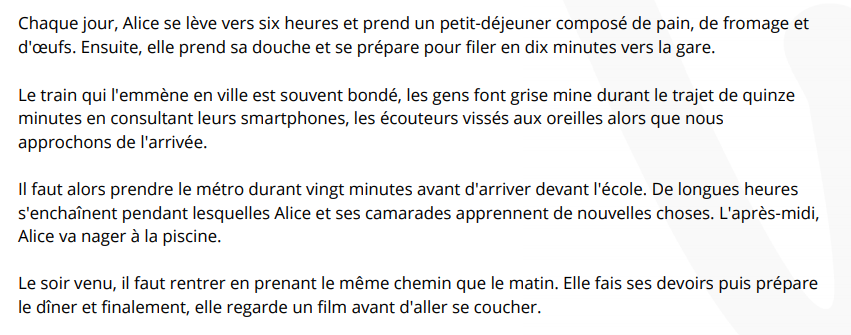 Chaque jour, Alice se lève vers six heures et prend un petit-déjeuner composé de pain, de fromage et
d'œufs. Ensuite, elle prend sa douche et se prépare pour filer en dix minutes vers la gare.
Le train qui l'emmène en ville est souvent bondé, les gens font grise mine durant le trajet de quinze
minutes en consultant leurs smartphones, les écouteurs vissés aux oreilles alors que nous
approchons de l'arrivée.
Il faut alors prendre le métro durant vingt minutes avant d'arriver devant l'école. De longues heures
s'enchaînent pendant lesquelles Alice et ses camarades apprennent de nouvelles choses. L'après-midi,
Alice va nager à la piscine.
Le soir venu, il faut rentrer en prenant le même chemin que le matin. Elle fais ses devoirs puis prépare
le dîner et finalement, elle regarde un film avant d'aller se coucher.